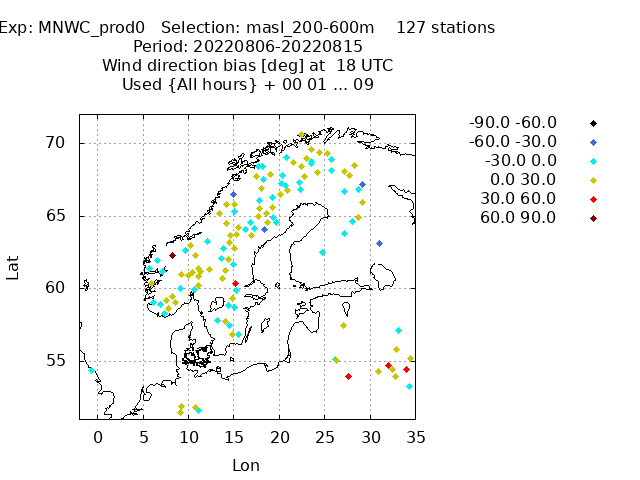 Exp: MNWC_prod0 Selection: masl_200-600m 127 stations
Period: 20220806-20220815
Wind direction bias [deg] at 18 UTC
Used {All hours} + 00 01 ... 09
-90.0 -60.0
-60.0 -30.0
-30.0 0.0
0.0 30.0
30.0 60.0
60.0 90.0
70
65
60
55
Lat
0 5 10 15 20 25 30 35
Lon